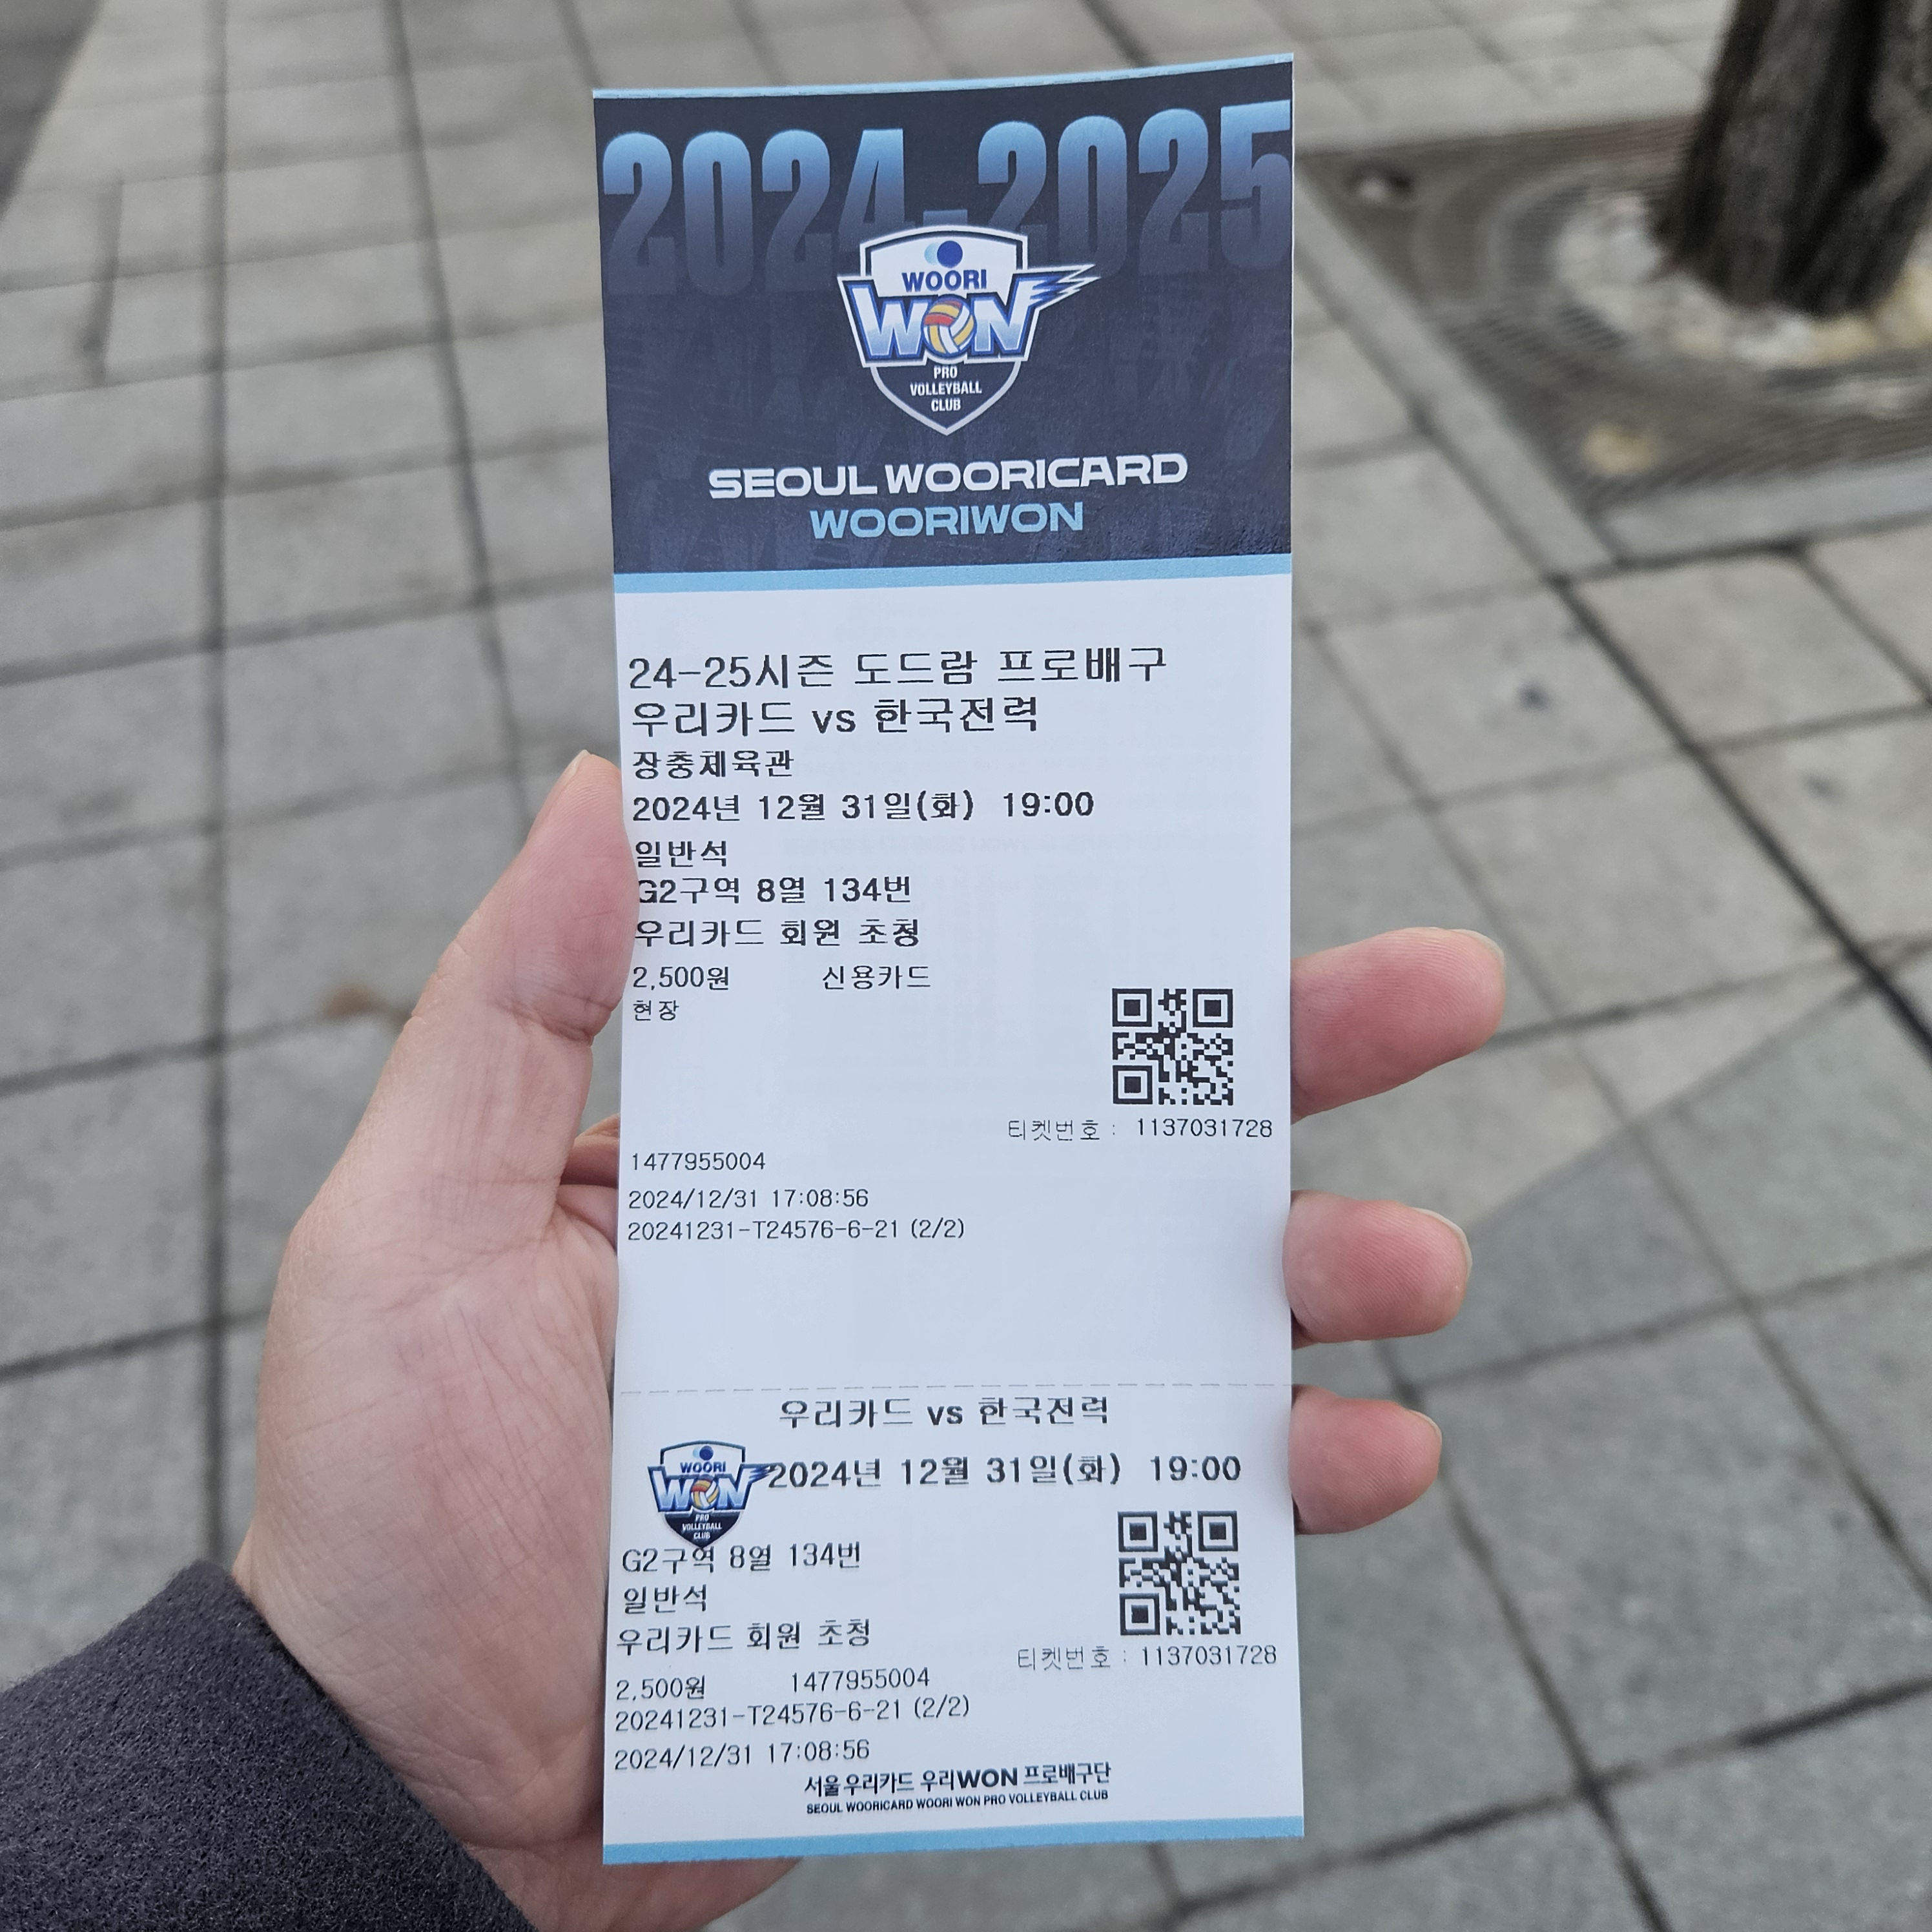 2024-2025
WOORI
WON
PRO
VOLLEYBALL
CLUB
SEOUL WOORICARD
WOORIWON
24-25시즌 도드람 프로배구
우리카드 vs 한국전력
장충체육관
2024년 12월 31일(화) 19:00
일반석
G2구역 8열 134번
우리카드 회원 초청
2,500원 신용카드
현장
티켓번호 : 1137031728
1477955004
2024/12/31 17:08:56
20241231-T24576-6-21 (2/2)
우리카드 vs 한국전력
WOORI
WON
PRO
VOLLEYBALL
CLUB
2024년 12월 31일(화) 19:00
G2구역 8열 134번
일반석
우리카드 회원 초청
티켓번호 : 1137031728
2,500원 1477955004
20241231-T24576-6-21 (2/2)
2024/12/31 17:08:56
서울 우리카드 우리WON 프로배구단
SEOUL WOORICARD WOORI WON PRO VOLLEYBALL CLUB